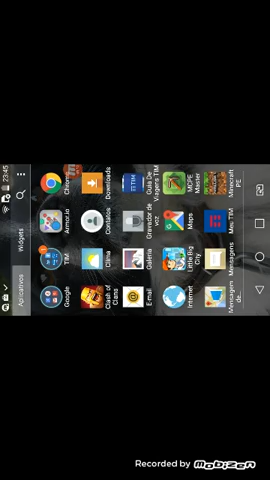 23:45
Aplicativos
Widgets
Google
TIM
Armor.io
Chrome
Clash of
Clans
Clima
Contatos
Downloads
E-mail
Galeria
Gravador de
voz
Guia De
Viagens TIM
Internet
Little Big
City
Maps
MCPE
Master
Mensagem
de...
Mensagens
Meu TIM
Minecraft
PE
Recorded by
Mobizen